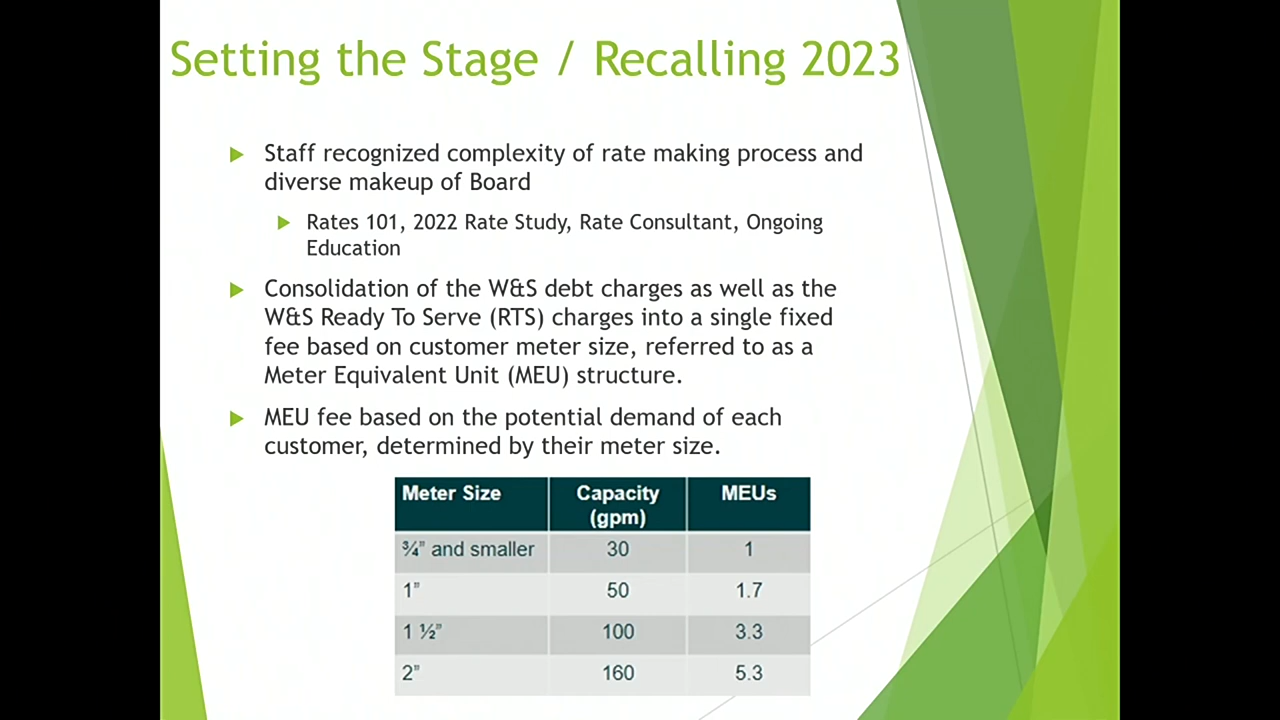 Setting the Stage / Recalling 2023
Staff recognized complexity of rate making process and
diverse makeup of Board
Rates 101, 2022 Rate Study, Rate Consultant, Ongoing
Education
Consolidation of the W&S debt charges as well as the
W&S Ready To Serve (RTS) charges into a single fixed
fee based on customer meter size, referred to as a
Meter Equivalent Unit (MEU) structure.
MEU fee based on the potential demand of each
customer, determined by their meter size.
Meter Size Capacity MEUs
(gpm)
¾" and smaller 30 1
1" 50 1.7
1 ½" 100 3.3
2" 160 5.3